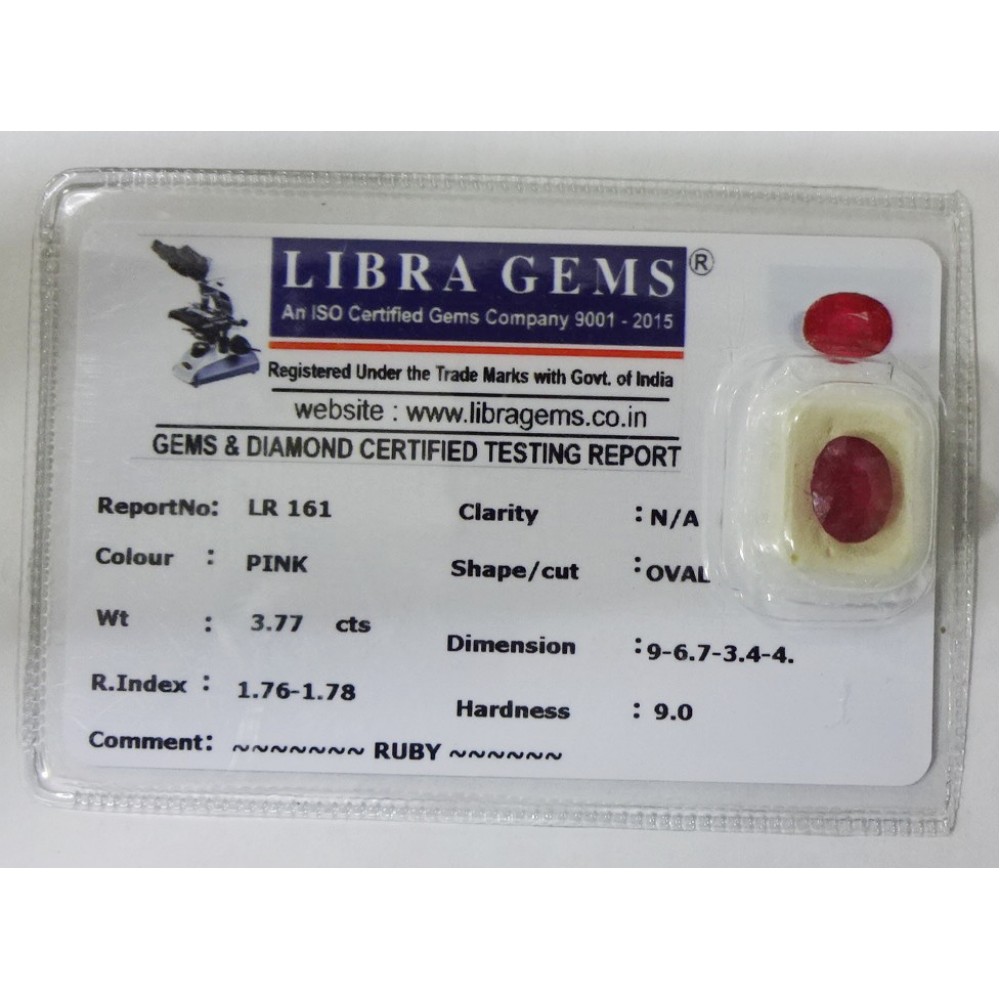 LIBRA GEMS ®
An ISO Certified Gems Company 9001 - 2015
Registered Under the Trade Marks with Govt. of India
website : www.libragems.co.in
GEMS & DIAMOND CERTIFIED TESTING REPORT
ReportNo: LR 161
Clarity : N/A
Colour : PINK
Shape/cut : OVAL
Wt : 3.77 cts
Dimension : 9-6.7-3.4-4.
R.Index : 1.76-1.78
Hardness : 9.0
Comment: ~~~~~~~ RUBY ~~~~~~